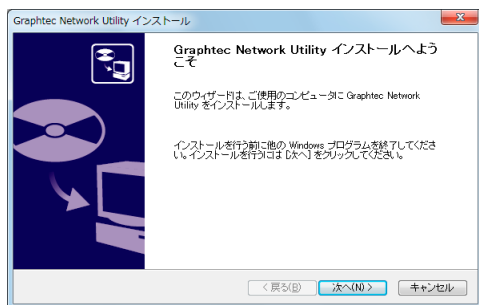 Graphtec Network Utility インストール
Graphtec Network Utility インストールへよう
こそ
このウィザードは、ご使用のコンピュータに Graphtec Network
Utility をインストールします。
インストールを行う前に他の Windows プログラムを終了してくださ
い。インストールを行うには [次へ] をクリックしてください。
< 戻る(B) 次へ(N) > キャンセル